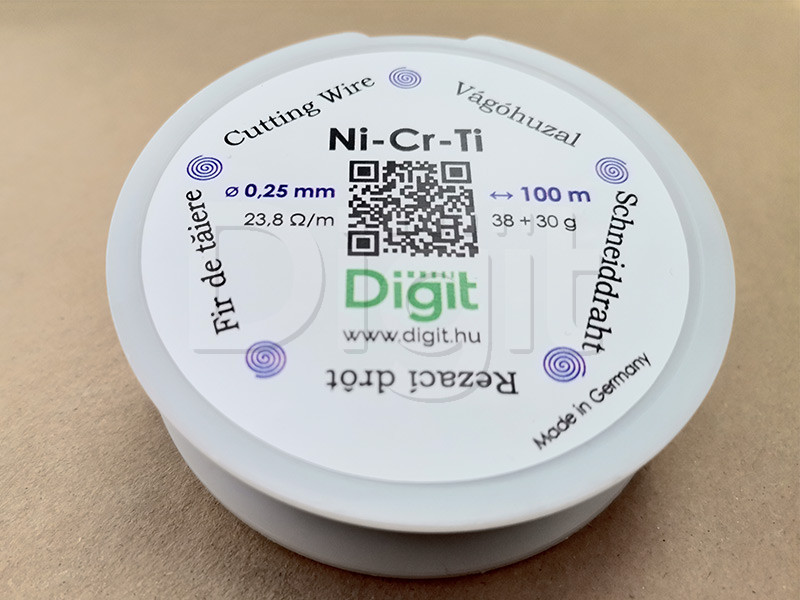 Cutting Wire
Vágóhuzal
Ni-Cr-Ti
⌀ 0,25 mm
↔ 100 m
23,8 Ω/m
38 + 30 g
Fir de tăiere
Schneiddraht
Digit
www.digit.hu
Rezací drôt
Made in Germany
Digit